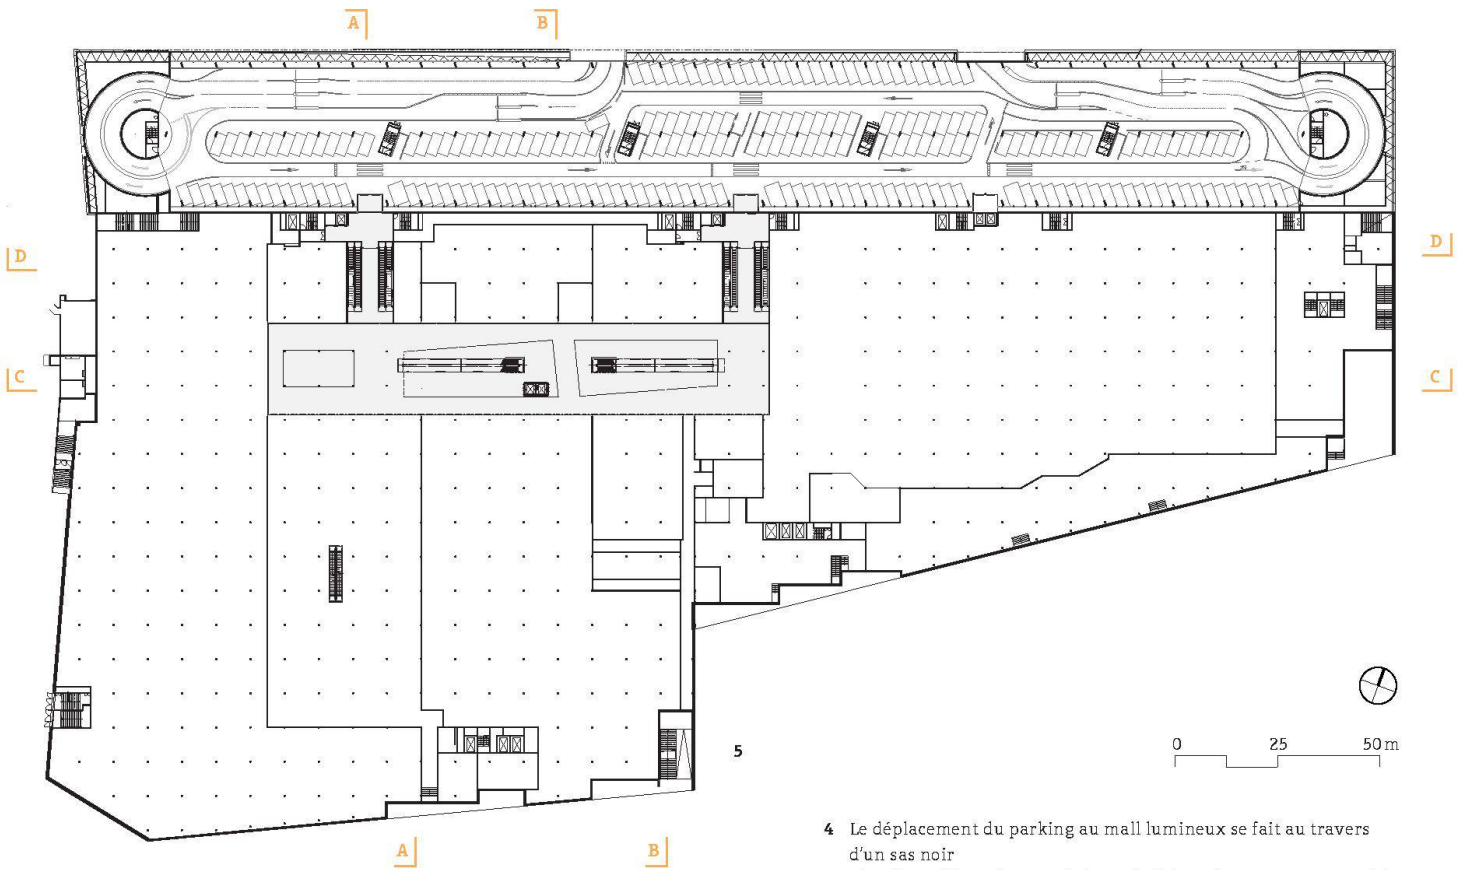 A B
D D
C C
5
0 25 50 m
4 Le déplacement du parking au mall lumineux se fait au travers
d'un sas noir
A B